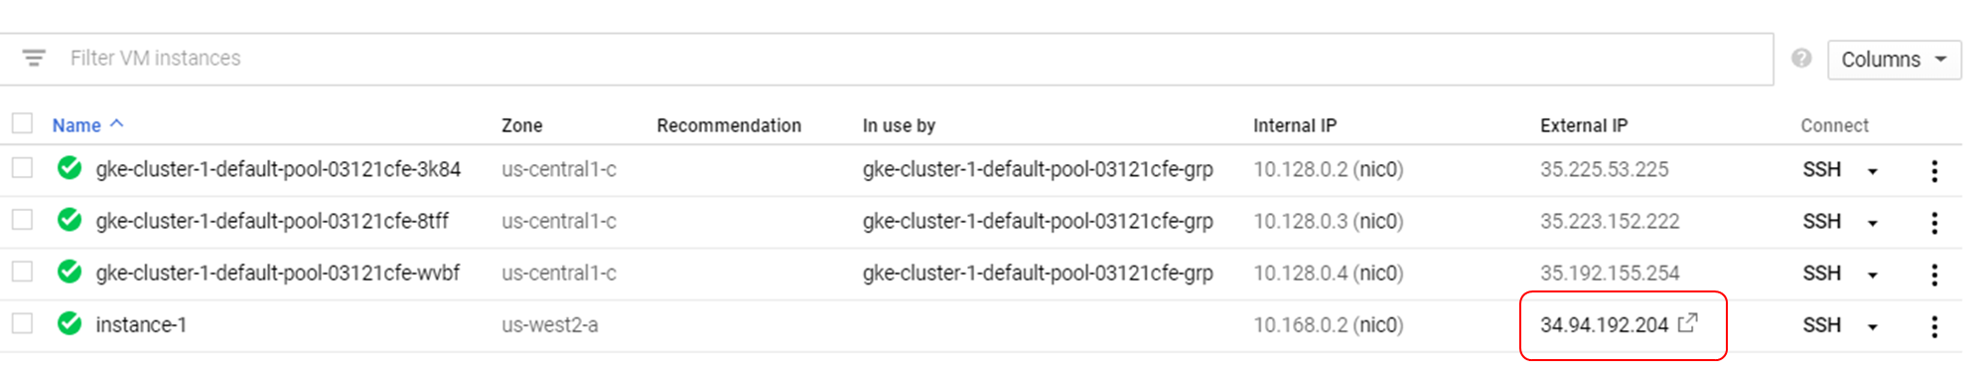 Filter VM instances Columns
Name Zone Recommendation In use by Internal IP External IP Connect
gke-cluster-1-default-pool-03121cfe-3k84 us-central1-c gke-cluster-1-default-pool-03121cfe-grp 10.128.0.2 (nic0) 35.225.53.225 SSH
gke-cluster-1-default-pool-03121cfe-8tff us-central1-c gke-cluster-1-default-pool-03121cfe-grp 10.128.0.3 (nic0) 35.223.152.222 SSH
gke-cluster-1-default-pool-03121cfe-wvbf us-central1-c gke-cluster-1-default-pool-03121cfe-grp 10.128.0.4 (nic0) 35.192.155.254 SSH
instance-1 us-west2-a 10.168.0.2 (nic0) 34.94.192.204 SSH